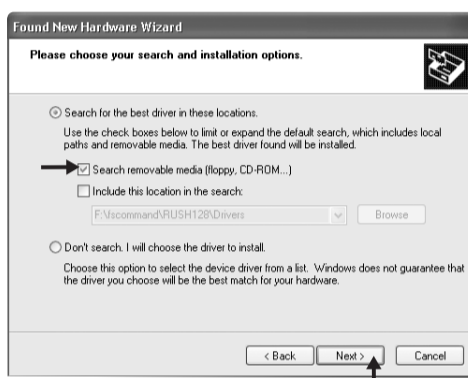 Found New Hardware Wizard
Please choose your search and installation options.
Search for the best driver in these locations.
Use the check boxes below to limit or expand the default search, which includes local
paths and removable media. The best driver found will be installed.
Search removable media (floppy, CD-ROM...)
Include this location in the search:
F:\fscommand\RUSH128\Drivers
Browse
Don't search. I will choose the driver to install.
Choose this option to select the device driver from a list. Windows does not guarantee that
the driver you choose will be the best match for your hardware.
< Back Next > Cancel